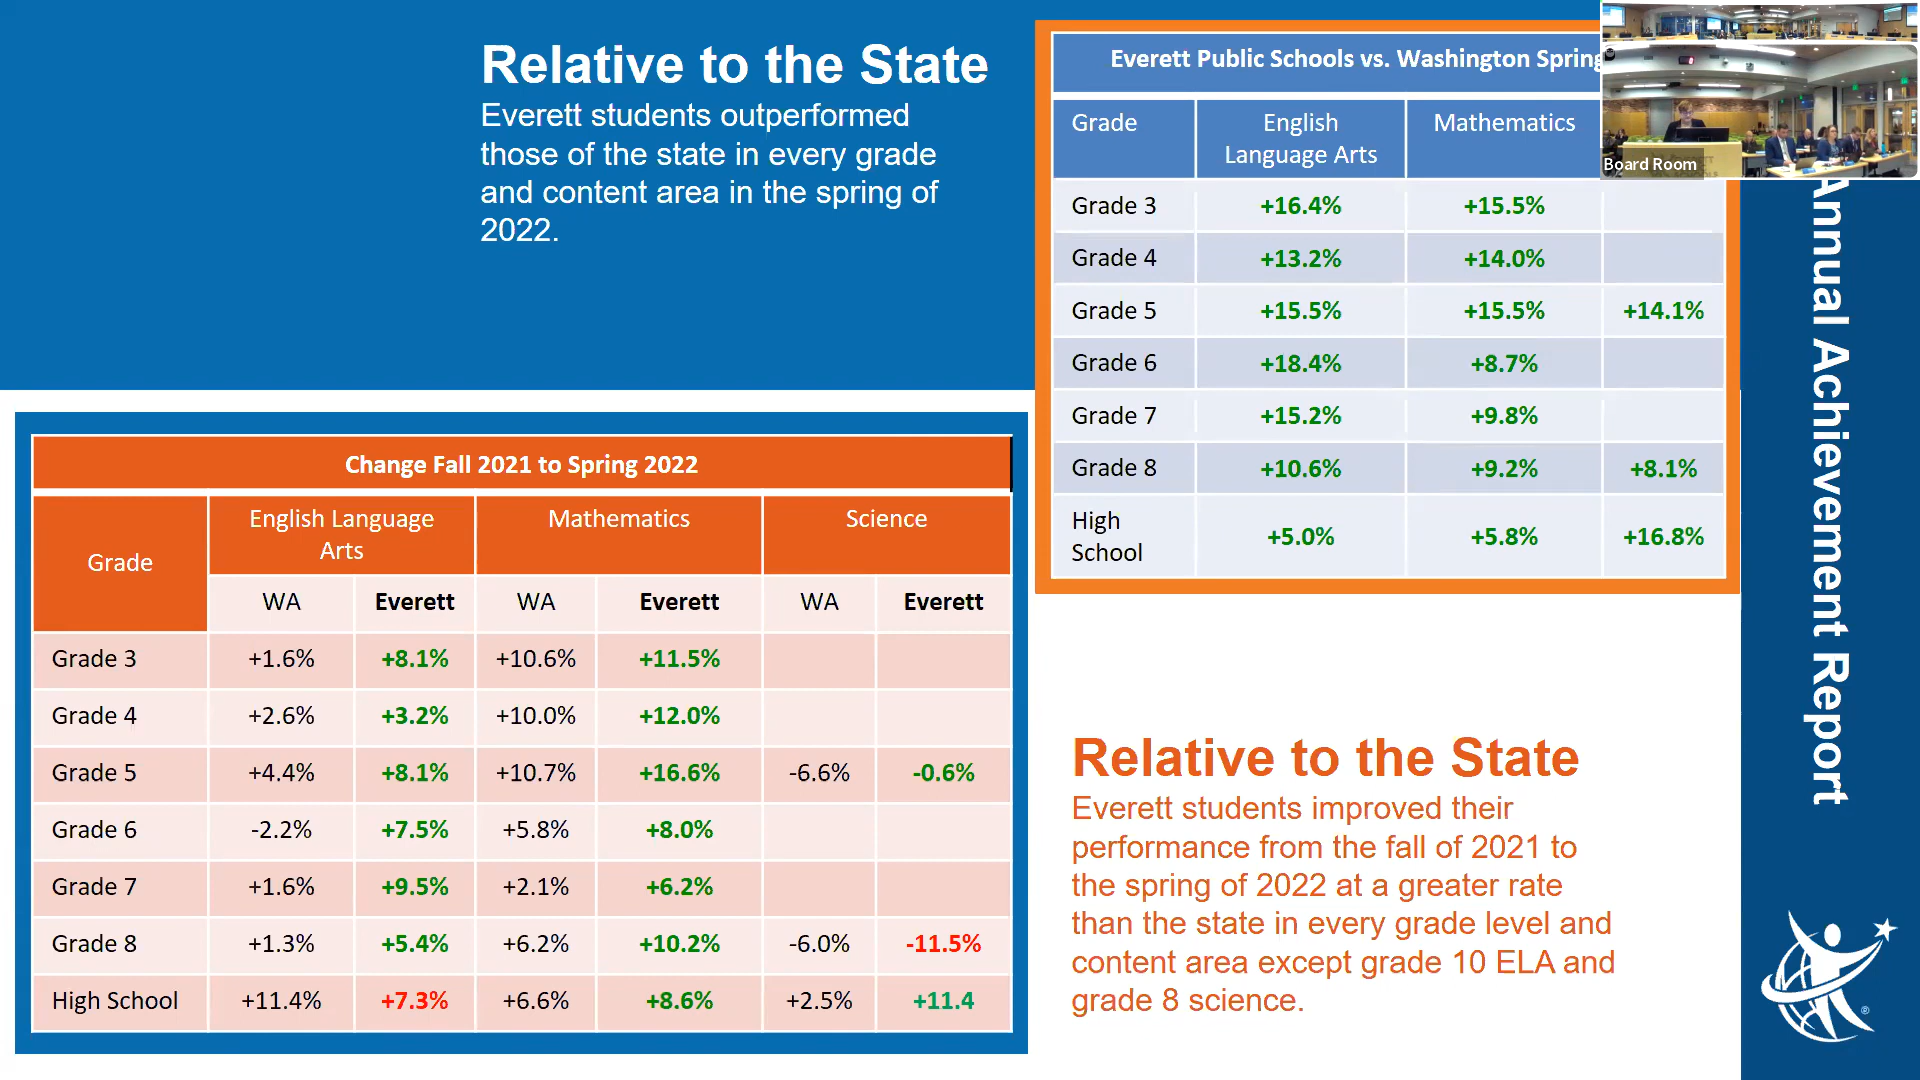 Relative to the State
Everett students outperformed
those of the state in every grade
and content area in the spring of
2022.
Everett Public Schools vs. Washington Spring
Grade English Language Arts Mathematics
Grade 3 +16.4% +15.5%
Grade 4 +13.2% +14.0%
Grade 5 +15.5% +15.5% +14.1%
Grade 6 +18.4% +8.7%
Grade 7 +15.2% +9.8%
Grade 8 +10.6% +9.2% +8.1%
High School +5.0% +5.8% +16.8%
Board Room
Annual Achievement Report
Change Fall 2021 to Spring 2022
Grade English Language Arts Mathematics Science
WA Everett WA Everett WA Everett
Grade 3 +1.6% +8.1% +10.6% +11.5%
Grade 4 +2.6% +3.2% +10.0% +12.0%
Grade 5 +4.4% +8.1% +10.7% +16.6% -6.6% -0.6%
Grade 6 -2.2% +7.5% +5.8% +8.0%
Grade 7 +1.6% +9.5% +2.1% +6.2%
Grade 8 +1.3% +5.4% +6.2% +10.2% -6.0% -11.5%
High School +11.4% +7.3% +6.6% +8.6% +2.5% +11.4
Relative to the State
Everett students improved their
performance from the fall of 2021 to
the spring of 2022 at a greater rate
than the state in every grade level and
content area except grade 10 ELA and
grade 8 science.
®